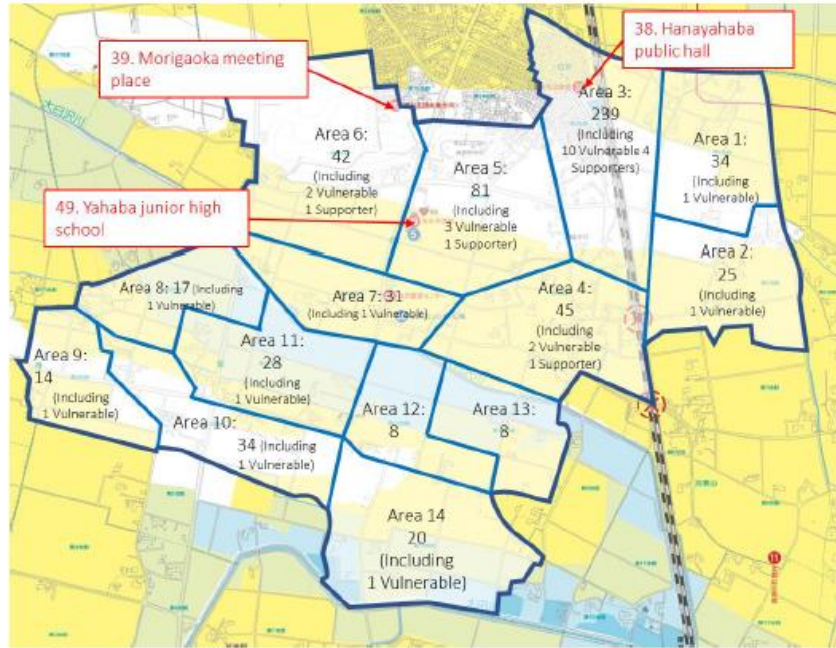 39. Morigaoka meeting
place
38. Hanayahaba
public hall
49. Yahaba junior high
school
Area 6:
42
(Including
2 Vulnerable
1 Supporter)
Area 5:
81
(Including
3 Vulnerable
1 Supporter)
Area 3:
239
(Including
10 Vulnerable 4
Supporters)
Area 1:
34
(Including
1 Vulnerable)
Area 2:
25
(Including
1 Vulnerable)
Area 8: 17 (Including
1 Vulnerable)
Area 7: 31
(Including 1 Vulnerable)
Area 4:
45
(Including
2 Vulnerable
1 Supporter)
Area 9:
14
(Including
1 Vulnerable)
Area 11:
28
(Including
1 Vulnerable)
Area 10:
34 (Including
1 Vulnerable)
Area 12:
8
Area 13:
8
Area 14
20
(Including
1 Vulnerable)
5
11